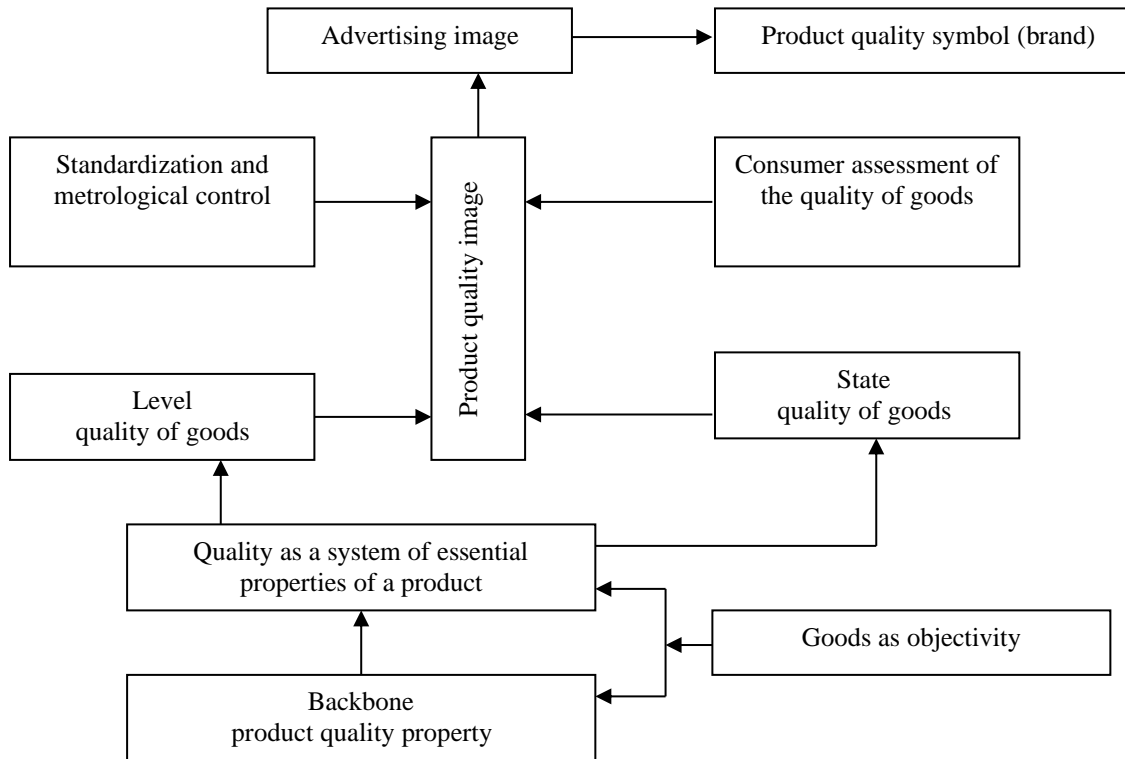 Advertising image
Product quality symbol (brand)
Standardization and
metrological control
Product quality image
Consumer assessment of
the quality of goods
Level
quality of goods
State
quality of goods
Quality as a system of essential
properties of a product
Goods as objectivity
Backbone
product quality property